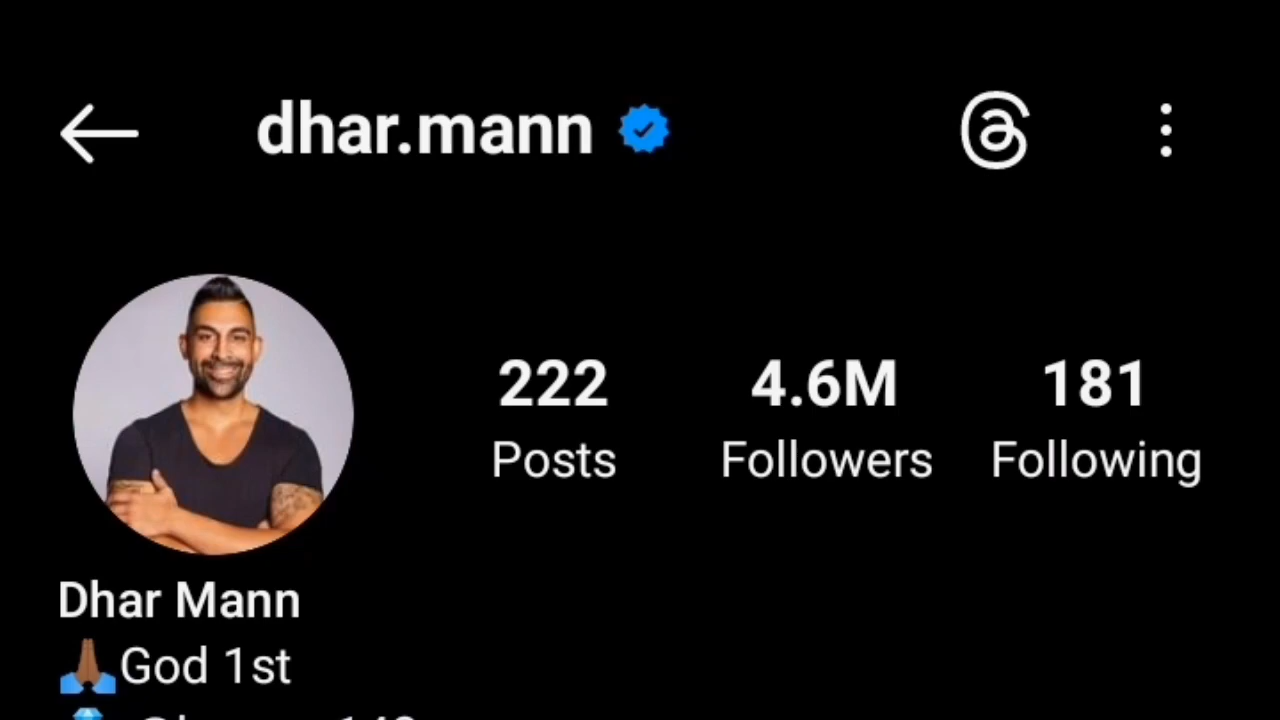 dhar.mann
222 4.6M 181
Posts Followers Following
Dhar Mann
🙏🏾God 1st